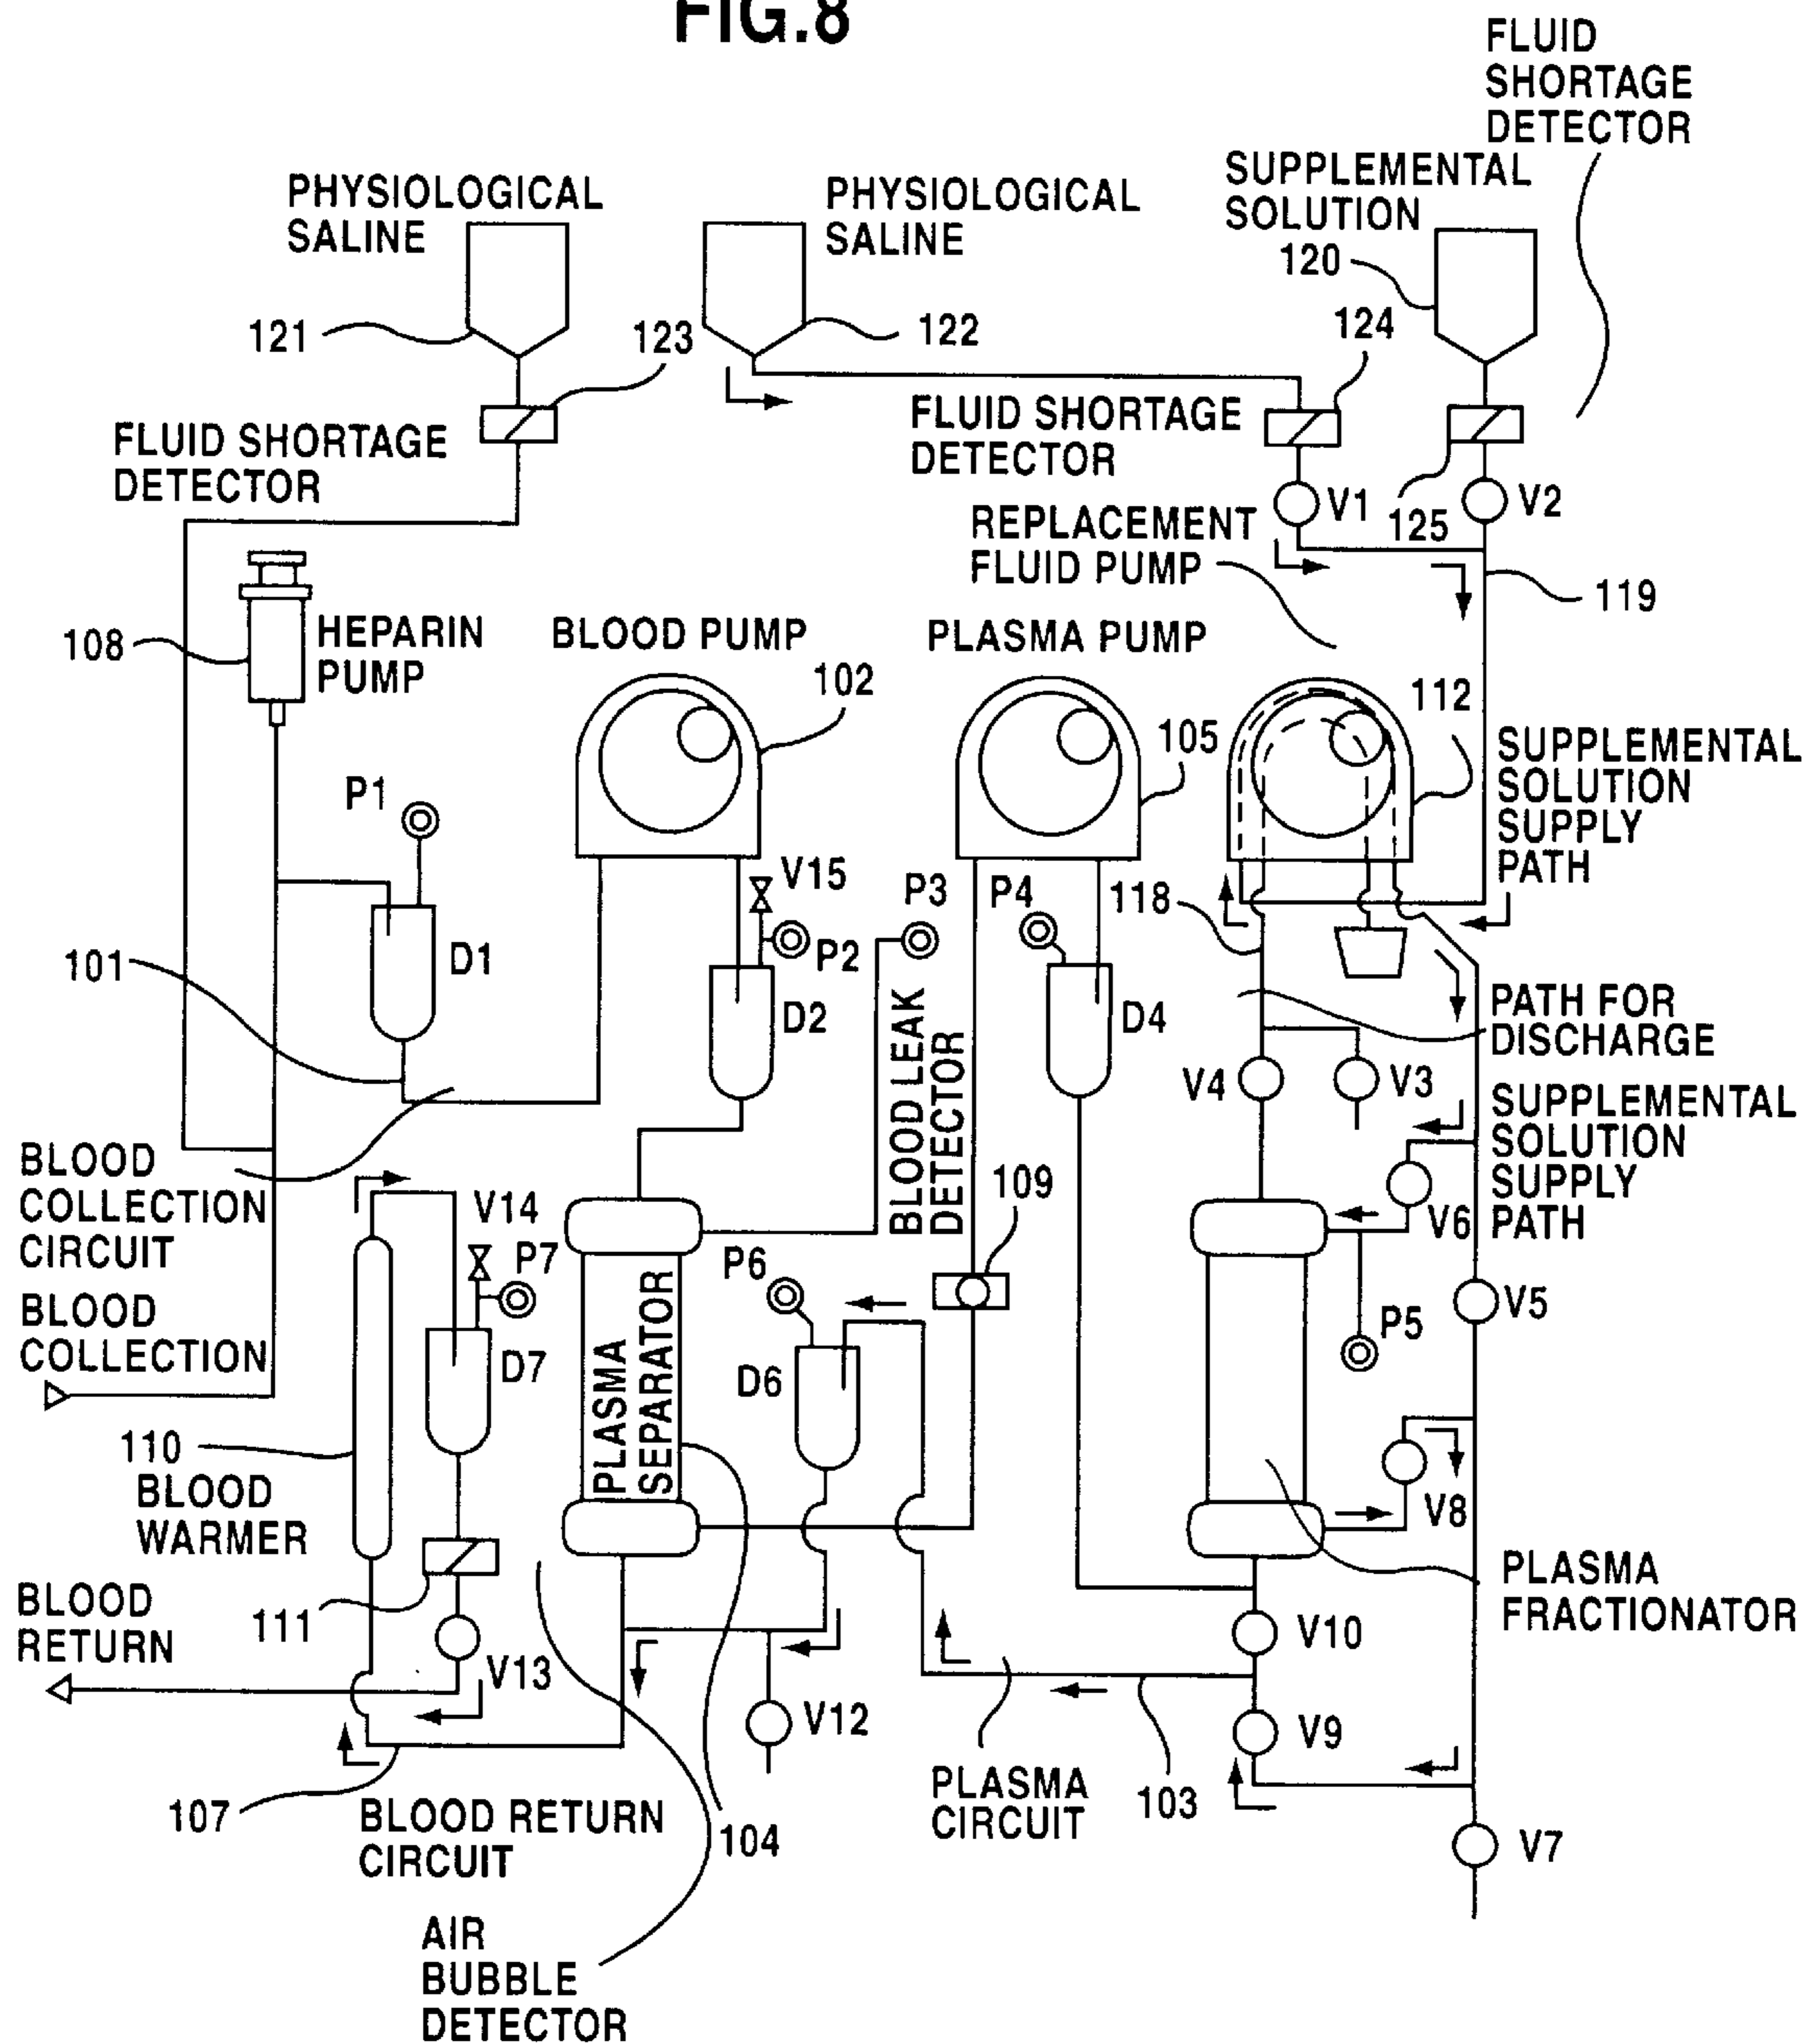 FIG.8
FLUID
SHORTAGE
DETECTOR
PHYSIOLOGICAL
SALINE
PHYSIOLOGICAL
SALINE
SUPPLEMENTAL
SOLUTION
120
121
123
122
124
FLUID SHORTAGE
DETECTOR
FLUID SHORTAGE
DETECTOR
V1
125
V2
REPLACEMENT
FLUID PUMP
119
108
HEPARIN
PUMP
BLOOD PUMP
102
PLASMA PUMP
105
112
SUPPLEMENTAL
SOLUTION
SUPPLY
PATH
P1
V15
P2
P3
P4
118
101
D1
D2
BLOOD LEAK
DETECTOR
D4
PATH FOR
DISCHARGE
V4
V3
SUPPLEMENTAL
SOLUTION
SUPPLY
PATH
BLOOD
COLLECTION
CIRCUIT
V14
P7
109
V6
BLOOD
COLLECTION
P6
P5
V5
D7
PLASMA
SEPARATOR
D6
110
BLOOD
WARMER
V8
BLOOD
RETURN
111
V13
PLASMA
FRACTIONATOR
V10
V12
V9
107
BLOOD RETURN
CIRCUIT
104
PLASMA
CIRCUIT
103
V7
AIR
BUBBLE
DETECTOR